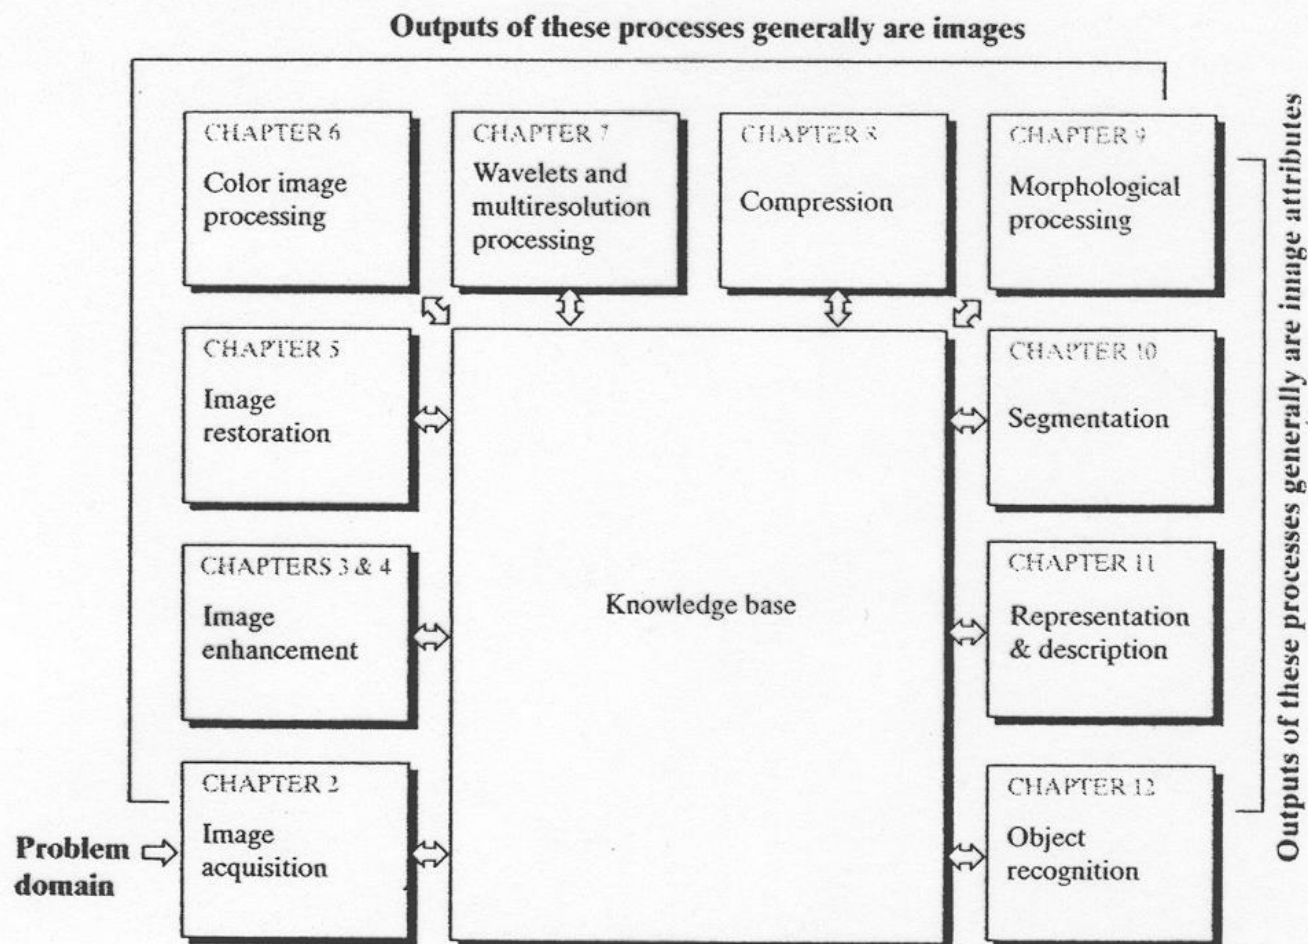 Outputs of these processes generally are images
CHAPTER 6
Color image
processing
CHAPTER 7
Wavelets and
multiresolution
processing
CHAPTER 8
Compression
CHAPTER 9
Morphological
processing
CHAPTER 5
Image
restoration
CHAPTER 10
Segmentation
CHAPTERS 3 & 4
Image
enhancement
Knowledge base
CHAPTER 11
Representation
& description
CHAPTER 2
Image
acquisition
CHAPTER 12
Object
recognition
Problem
domain
Outputs of these processes generally are image attributes